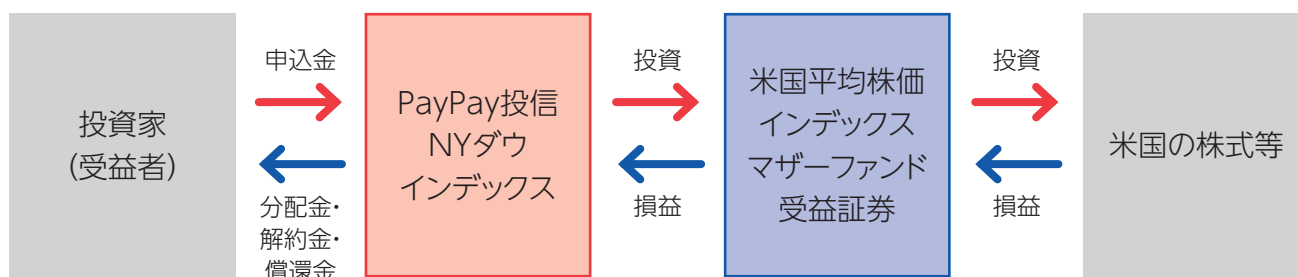 投資家
(受益者)
申込金
分配金・
解約金・
償還金
PayPay投信
NYダウ
インデックス
投資
損益
米国平均株価
インデックス
マザーファンド
受益証券
投資
損益
米国の株式等